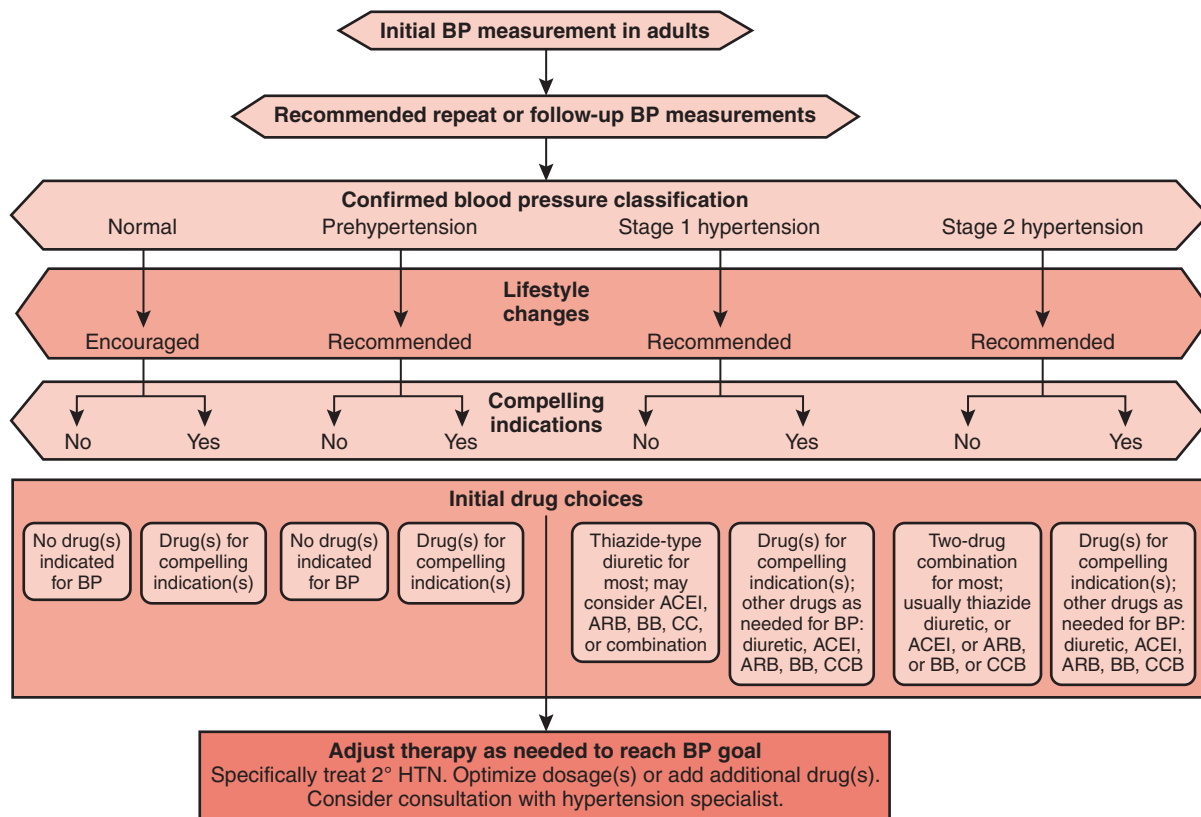 Initial BP measurement in adults
Recommended repeat or follow-up BP measurements
Confirmed blood pressure classification
Normal
Prehypertension
Stage 1 hypertension
Stage 2 hypertension
Lifestyle
changes
Encouraged
Recommended
Recommended
Recommended
Compelling
indications
No
Yes
No
Yes
No
Yes
No
Yes
Initial drug choices
No drug(s)
indicated
for BP
Drug(s) for
compelling
indication(s)
No drug(s)
indicated
for BP
Drug(s) for
compelling
indication(s)
Thiazide-type
diuretic for
most; may
consider ACEI,
ARB, BB, CC,
or combination
Drug(s) for
compelling
indication(s);
other drugs as
needed for BP:
diuretic, ACEI,
ARB, BB, CCB
Two-drug
combination
for most;
usually thiazide
diuretic, or
ACEI, or ARB,
or BB, or CCB
Drug(s) for
compelling
indication(s);
other drugs as
needed for BP:
diuretic, ACEI,
ARB, BB, CCB
Adjust therapy as needed to reach BP goal
Specifically treat 2° HTN. Optimize dosage(s) or add additional drug(s).
Consider consultation with hypertension specialist.